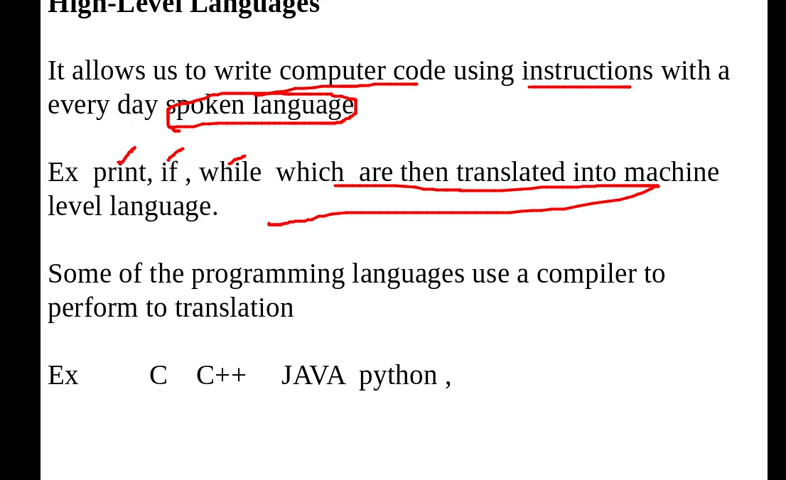 High-Level Languages
It allows us to write computer code using instructions with a
every day spoken language
Ex print, if , while which are then translated into machine
level language.
Some of the programming languages use a compiler to
perform to translation
Ex C C++ JAVA python ,